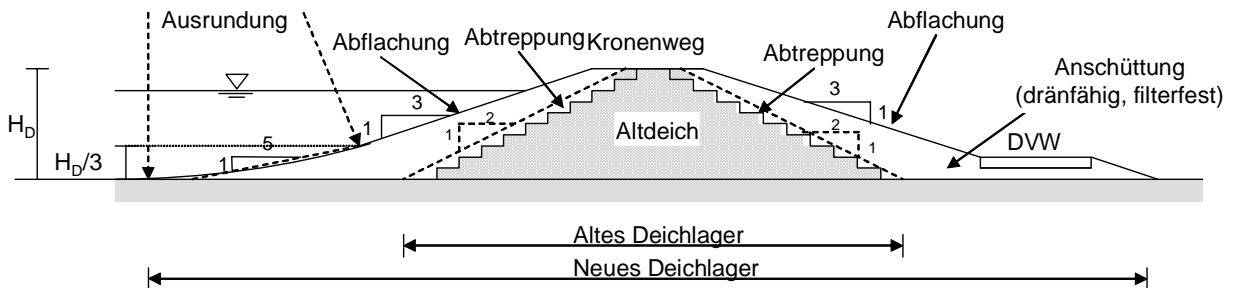 Ausrundung
Abflachung
Abtreppung
Kronenweg
Abtreppung
Abflachung
Anschüttung
(dränfähig, filterfest)
3
1
3
1
H_D
2
1
Altdeich
2
1
5
1
H_D/3
DVW
Altes Deichlager
Neues Deichlager